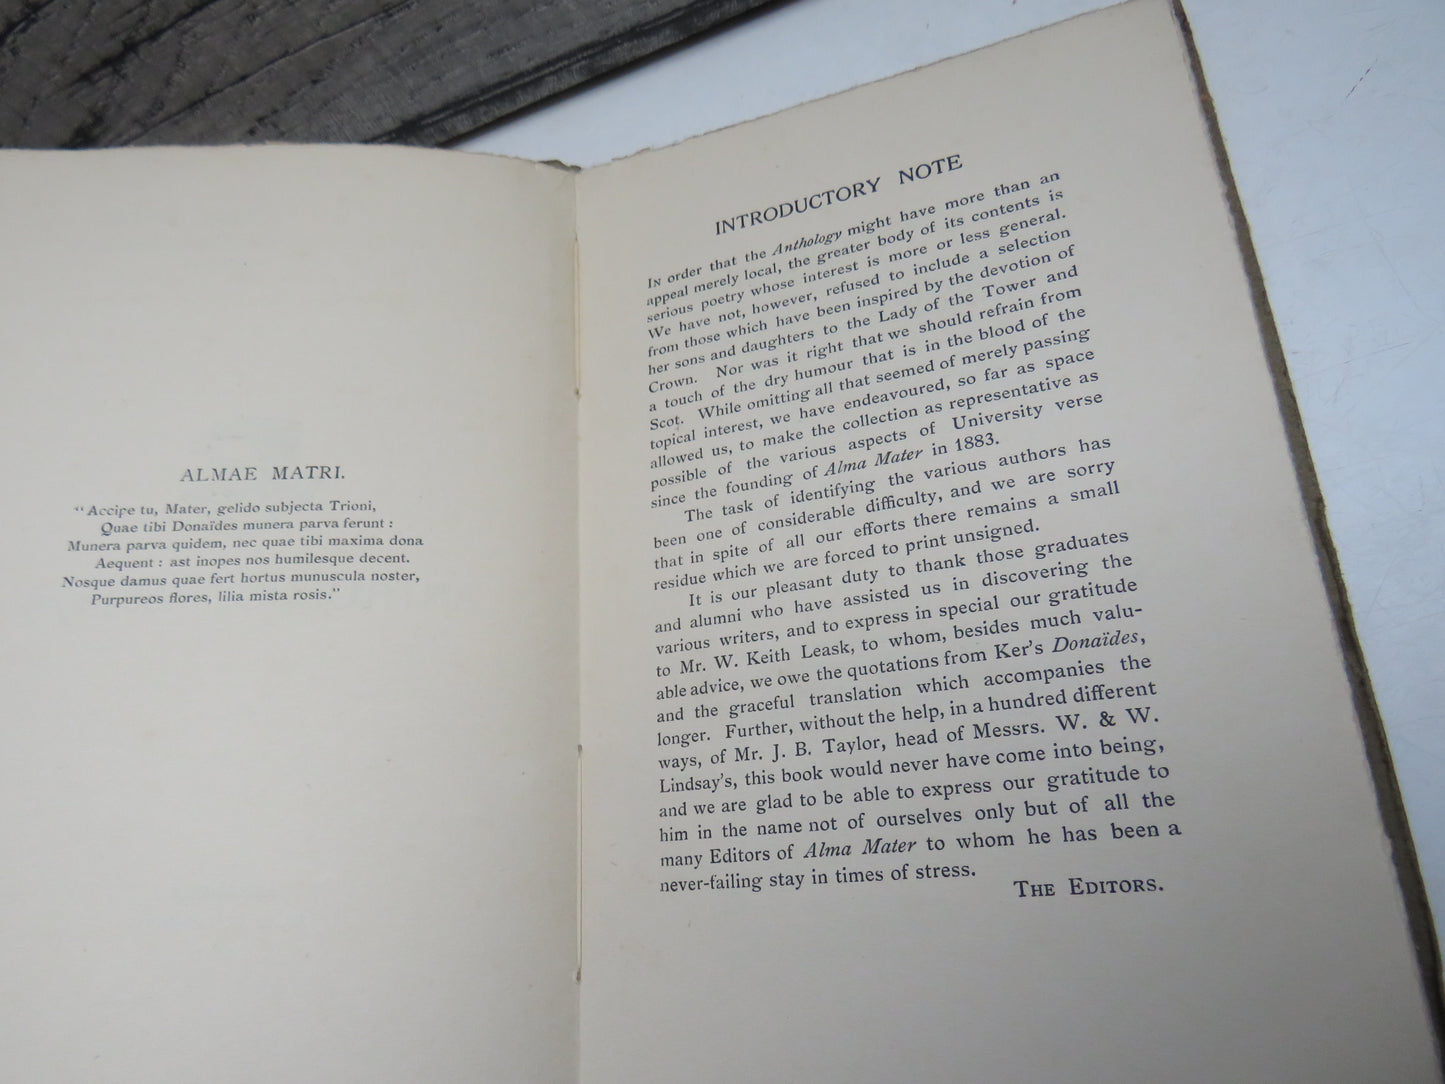 ALMAE MATRI.
"Accipe tu, Mater, gelido subjecta Trioni,
Quae tibi Donaïdes munera parva ferunt :
Munera parva quidem, nec quae tibi maxima dona
Aequent : ast inopes nos humilesque decent.
Nosque damus quae fert hortus munuscula noster,
Purpureos flores, lilia mista rosis."
INTRODUCTORY NOTE
IN order that the Anthology might have more than an
appeal merely local, the greater body of its contents is
serious poetry whose interest is more or less general.
We have not, however, refused to include a selection
from those which have been inspired by the devotion of
her sons and daughters to the Lady of the Tower and
Crown. Nor was it right that we should refrain from
a touch of the dry humour that is in the blood of the
Scot. While omitting all that seemed of merely passing
topical interest, we have endeavoured, so far as space
allowed us, to make the collection as representative as
possible of the various aspects of University verse
since the founding of Alma Mater in 1883.
The task of identifying the various authors has
been one of considerable difficulty, and we are sorry
that in spite of all our efforts there remains a small
residue which we are forced to print unsigned.
It is our pleasant duty to thank those graduates
and alumni who have assisted us in discovering the
various writers, and to express in special our gratitude
to Mr. W. Keith Leask, to whom, besides much valu-
able advice, we owe the quotations from Ker's Donaïdes,
and the graceful translation which accompanies the
longer. Further, without the help, in a hundred different
ways, of Mr. J. B. Taylor, head of Messrs. W. & W.
Lindsay's, this book would never have come into being,
and we are glad to be able to express our gratitude to
him in the name not of ourselves only but of all the
many Editors of Alma Mater to whom he has been a
never-failing stay in times of stress.
THE EDITORS.